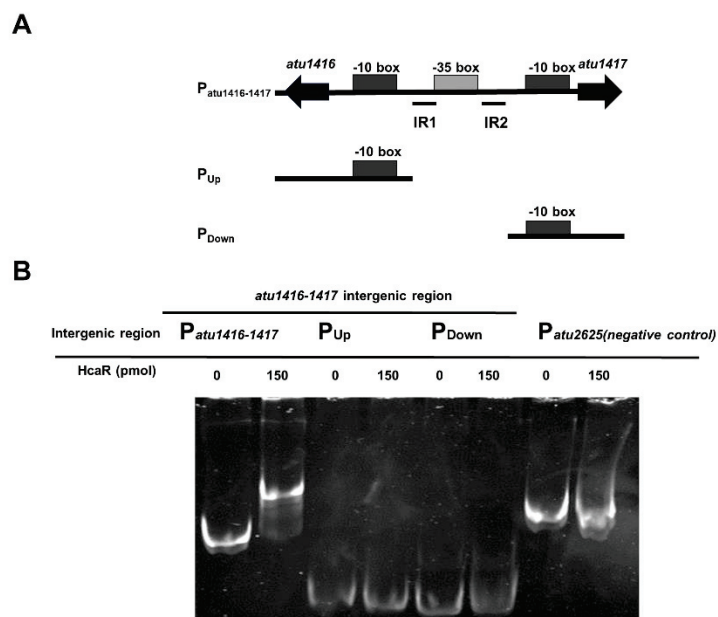 A
atu1416 -10 box -35 box -10 box atu1417
Patu1416-1417
IR1 IR2
-10 box
PUp
-10 box
PDown
B
atu1416-1417 intergenic region
Intergenic region Patu1416-1417 PUp PDown Patu2625(negative control)
HcaR (pmol) 0 150 0 150 0 150 0 150